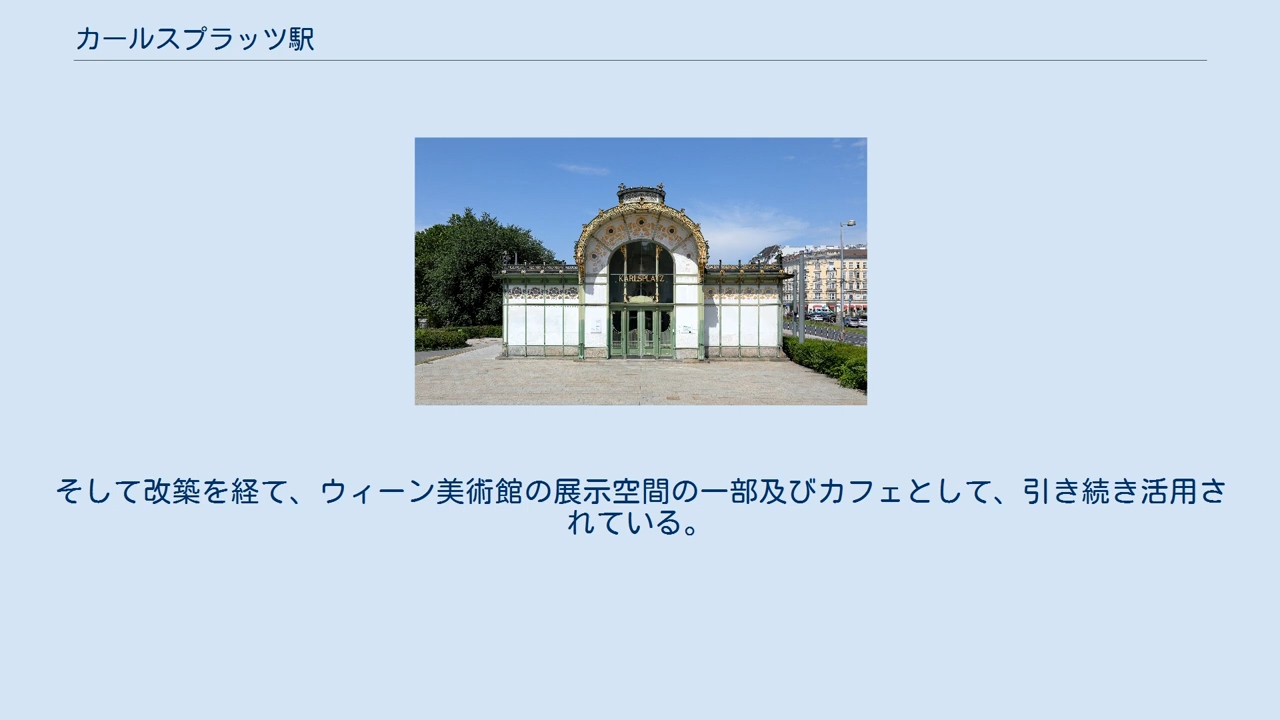 カールスプラッツ駅
KARLSPLATZ
そして改築を経て、ウィーン美術館の展示空間の一部及びカフェとして、引き続き活用さ
れている。